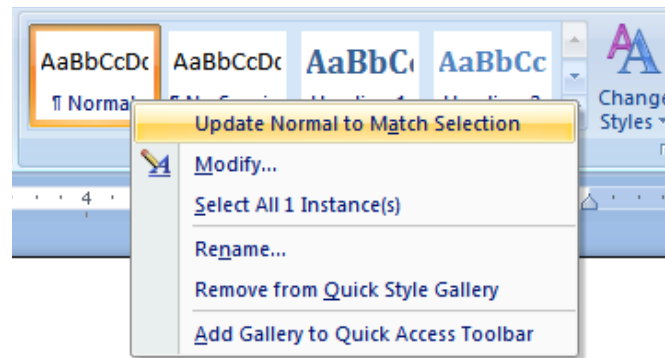 AaBbCcDc AaBbCcDc AaBbC AaBbCc
¶ Normal
Change
Styles
Update Normal to Match Selection
Modify...
4
Select All 1 Instance(s)
Rename...
Remove from Quick Style Gallery
Add Gallery to Quick Access Toolbar